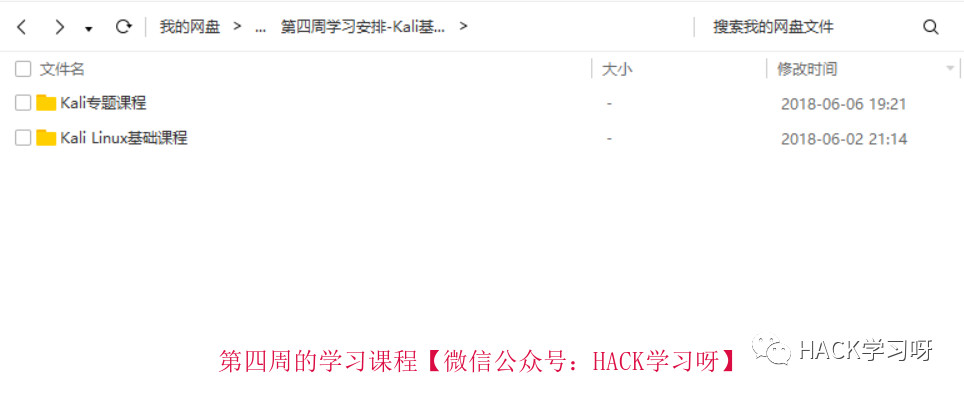 我的网盘 > ... 第四周学习安排-Kali基... > 搜索我的网盘文件
文件名 大小 修改时间
Kali专题课程 - 2018-06-06 19:21
Kali Linux基础课程 - 2018-06-02 21:14
第四周的学习课程【微信公众号：HACK学习呀】
HACK学习呀